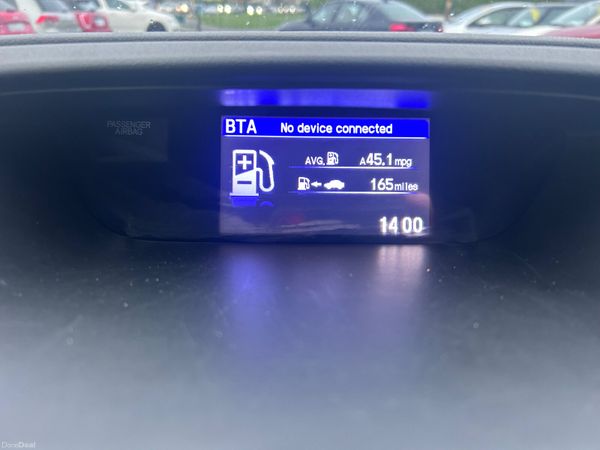 PASSENGER
AIRBAG
BTA No device connected
AVG. A45.1mpg
165miles
14 00
DoneDeal